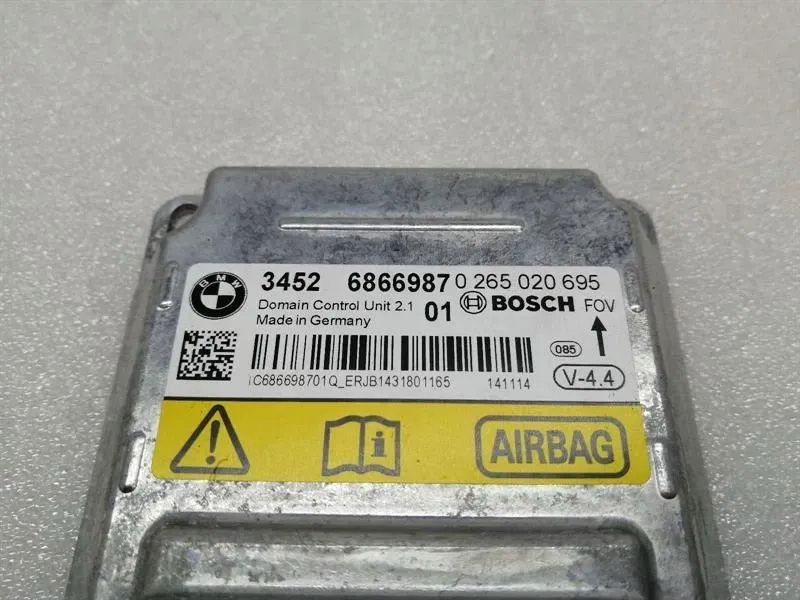 BMW 3452 6866987 0 265 020 695
Domain Control Unit 2.1 01 BOSCH FOV
Made in Germany
085
1C686698701Q_ERJB1431801165 141114 V-4.4
AIRBAG